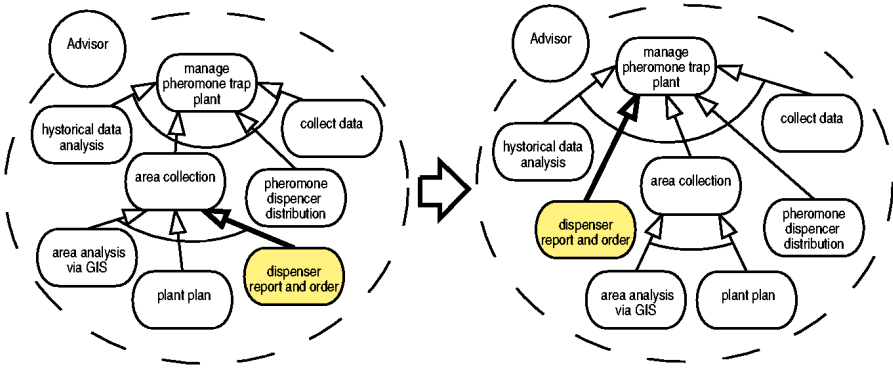 Advisor
manage
pheromone trap
plant
hystorical data
analysis
collect data
area collection
pheromone
dispencer
distribution
area analysis
via GIS
dispenser
report and order
plant plan
Advisor
manage
pheromone trap
plant
collect data
hystorical data
analysis
area collection
dispenser
report and order
pheromone
dispencer
distribution
area analysis
via GIS
plant plan